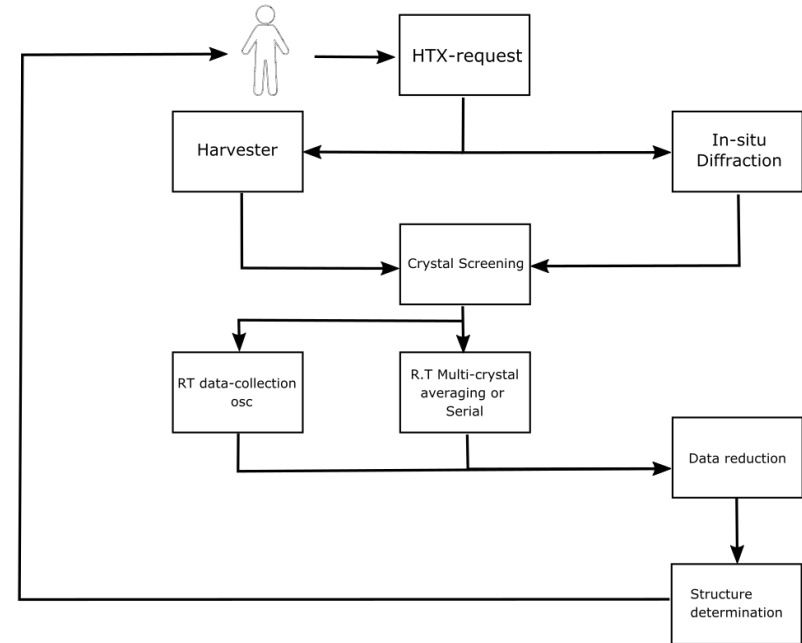 HTX-request
Harvester
In-situ
Diffraction
Crystal Screening
RT data-collection
osc
R.T Multi-crystal
averaging or
Serial
Data reduction
Structure
determination